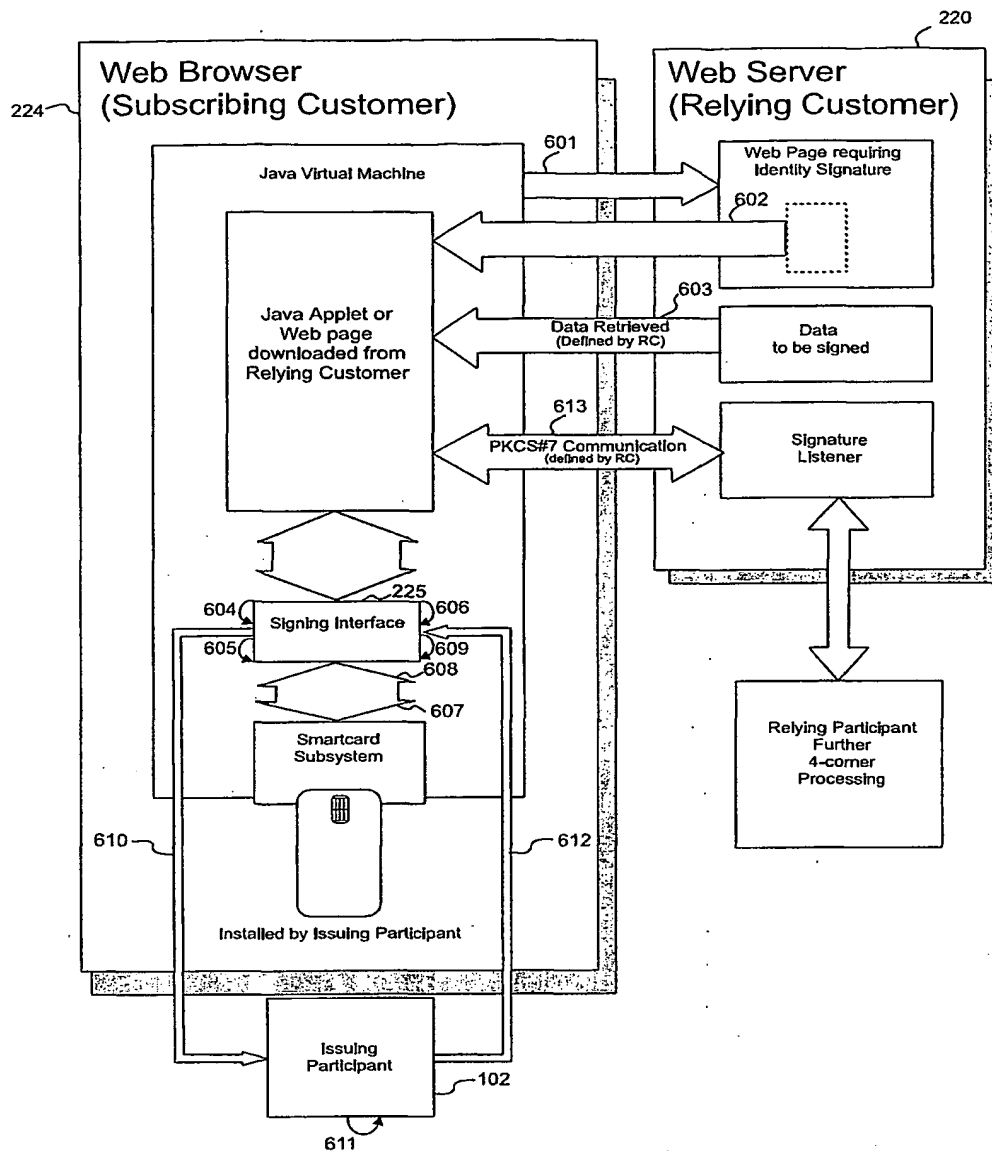 220
Web Browser
(Subscribing Customer)
224
Web Server
(Relying Customer)
Java Virtual Machine
601
Web Page requiring
Identity Signature
602
Java Applet or
Web page
downloaded from
Relying Customer
603
Data Retrieved
(Defined by RC)
Data
to be signed
613
PKCS#7 Communication
(defined by RC)
Signature
Listener
225
604
606
Signing Interface
605
609
608
607
Smartcard
Subsystem
Relying Participant
Further
4-corner
Processing
610
612
Installed by Issuing Participant
Issuing
Participant
102
611